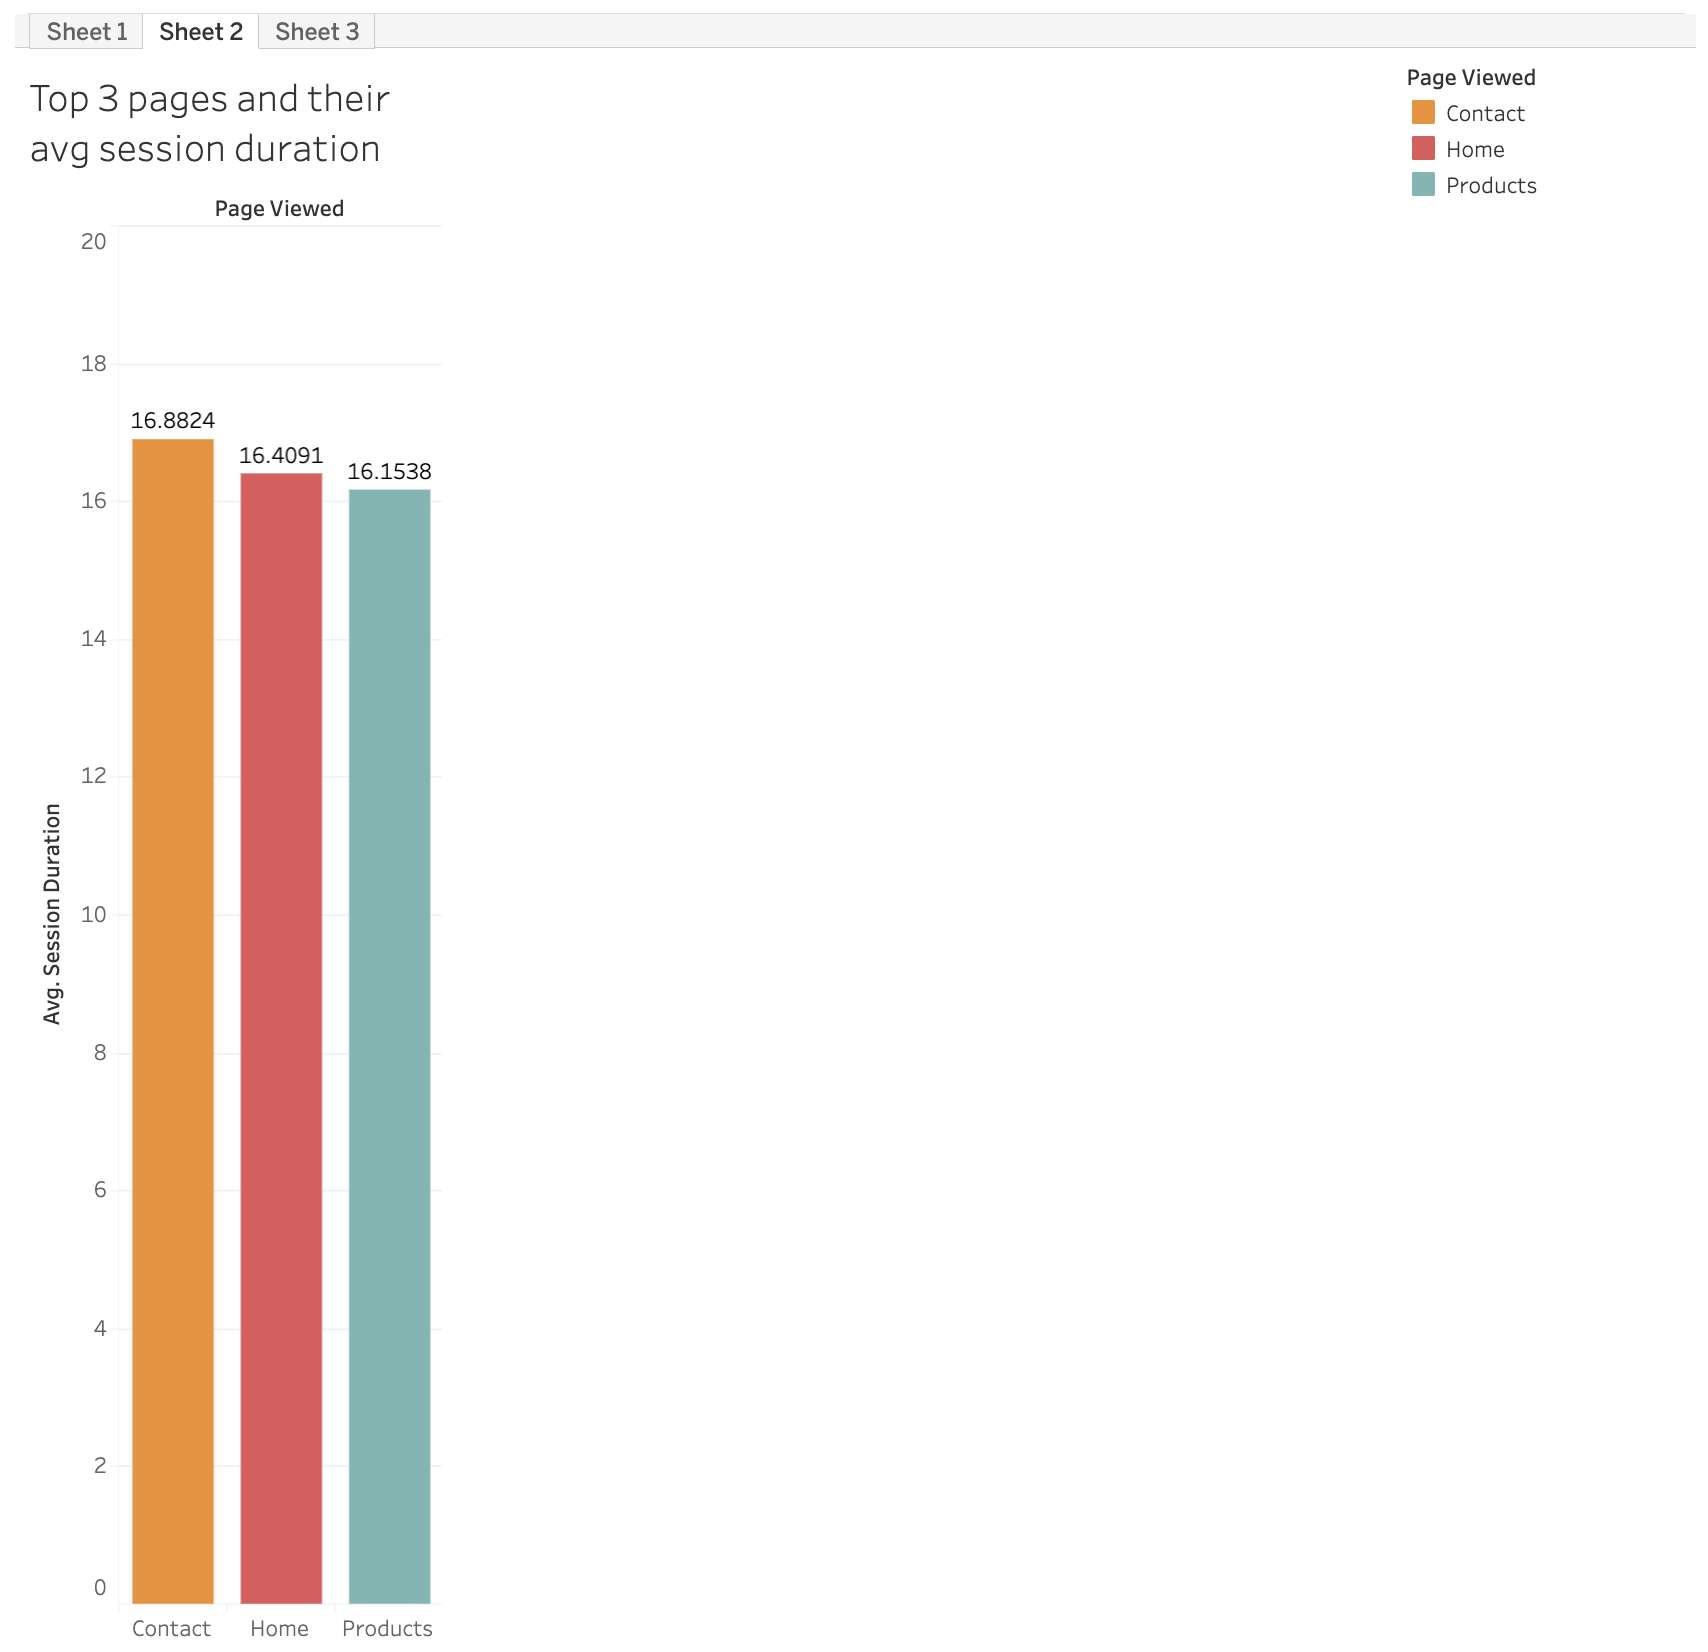 Sheet 1 Sheet 2 Sheet 3
Top 3 pages and their
avg session duration
Page Viewed
Contact
Home
Products
Page Viewed
20
18
16
14
12
10
8
6
4
2
0
Avg. Session Duration
16.8824
16.4091
16.1538
Contact Home Products